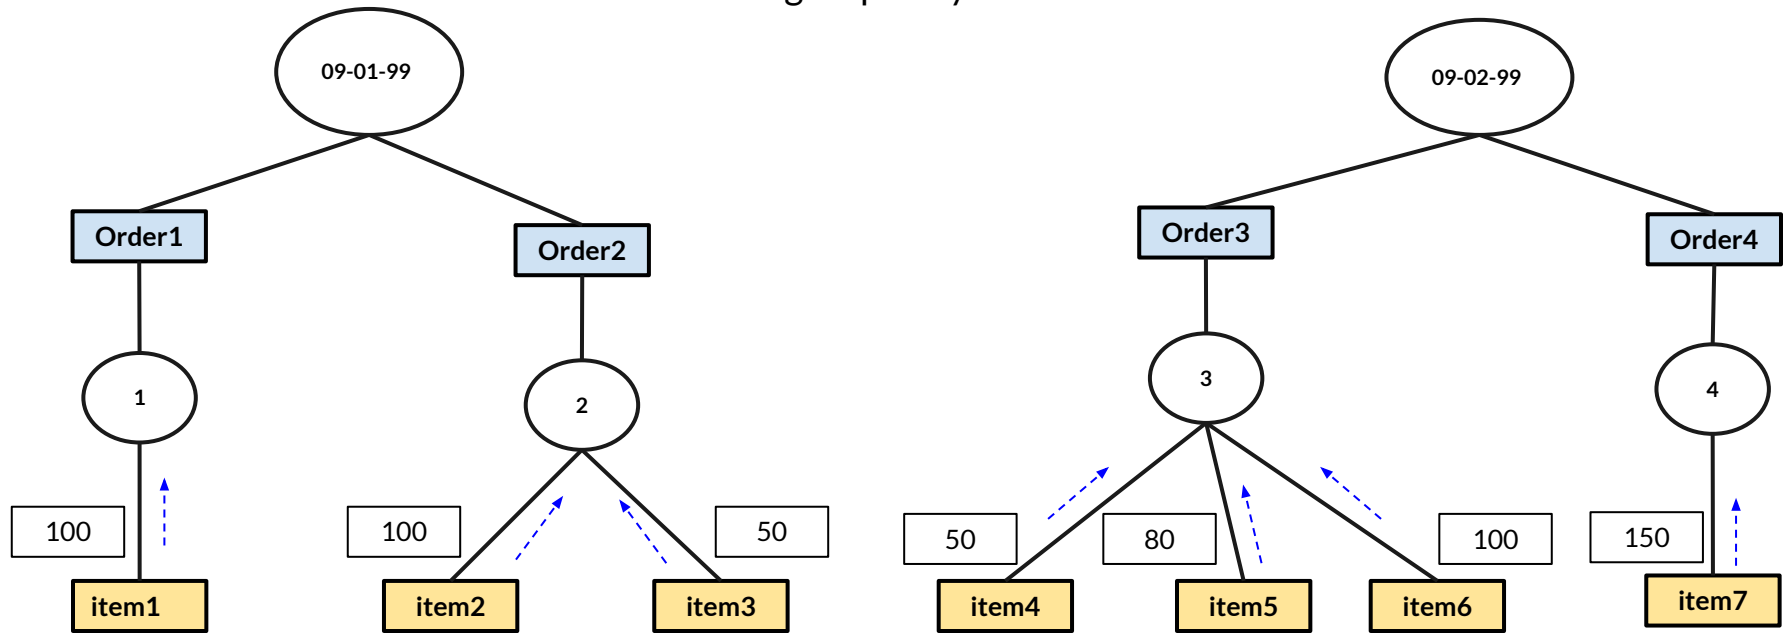 09-01-99
09-02-99
Order1
Order2
Order3
Order4
1
2
3
4
100
100
50
50
80
100
150
item1
item2
item3
item4
item5
item6
item7